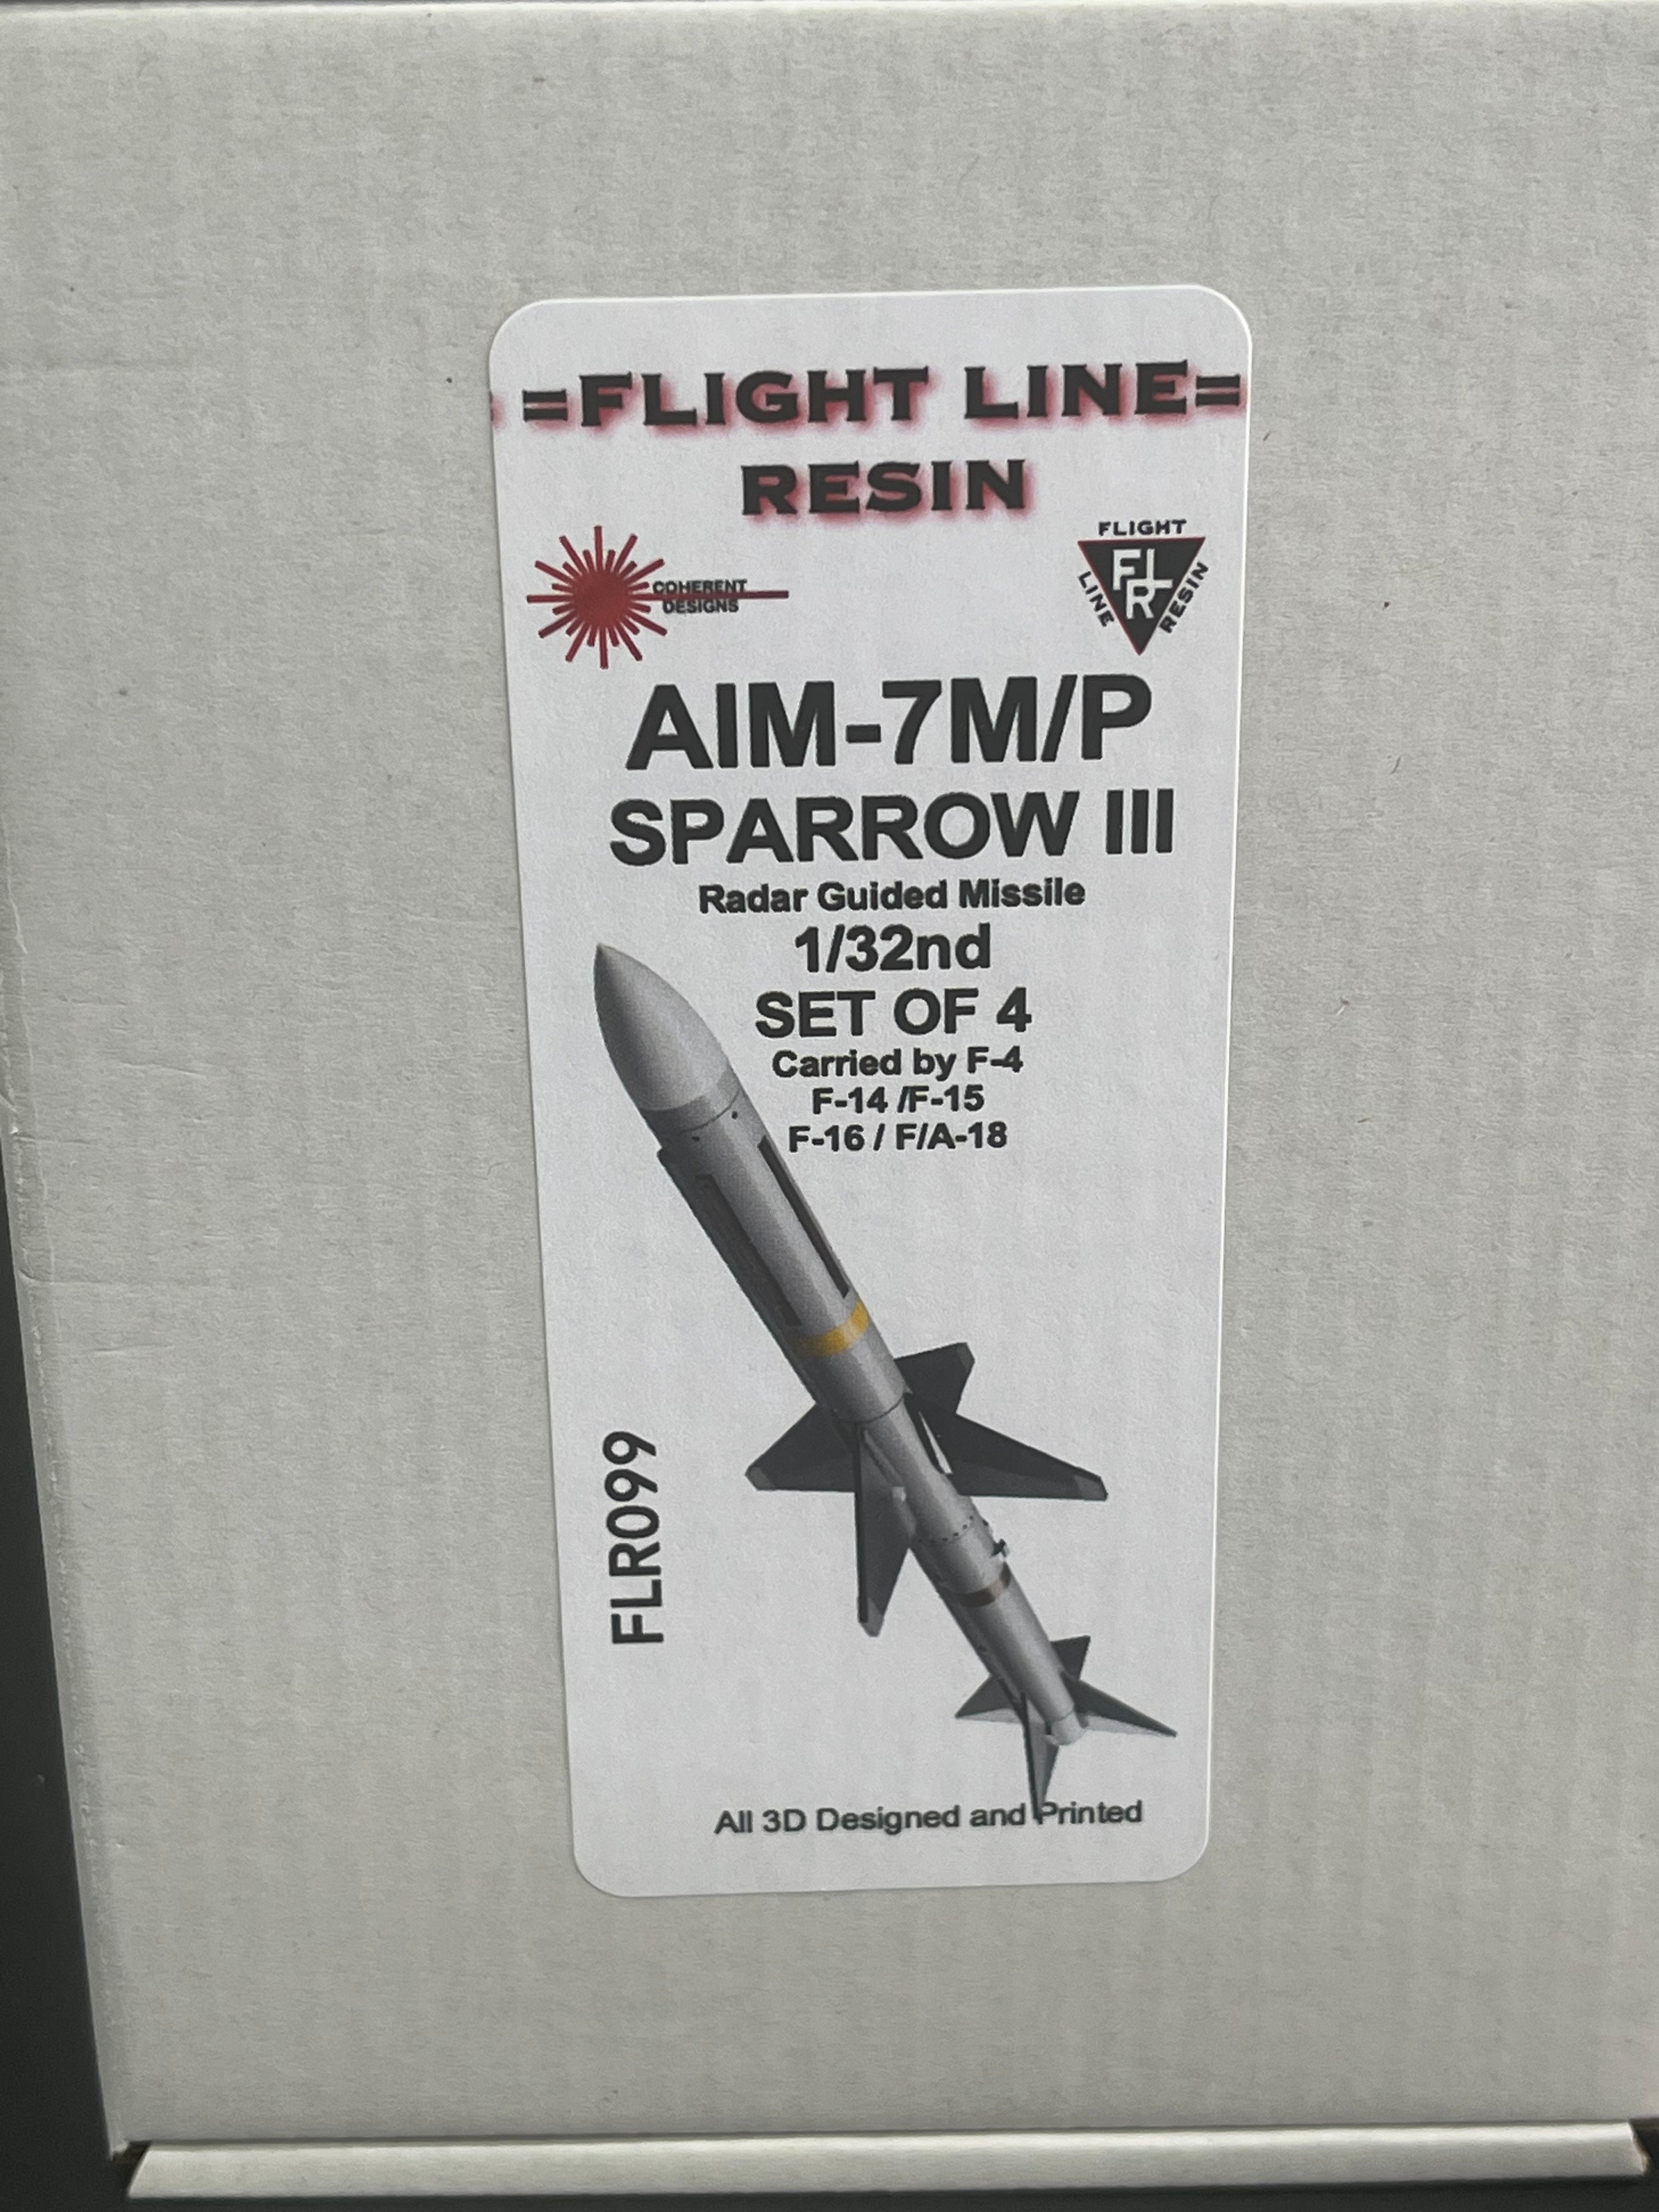 =FLIGHT LINE=
RESIN
COHERENT
DESIGNS
FLIGHT
LINE
FLR
RESIN
AIM-7M/P
SPARROW III
Radar Guided Missile
1/32nd
SET OF 4
Carried by F-4
F-14 /F-15
F-16 / F/A-18
FLR099
All 3D Designed and Printed